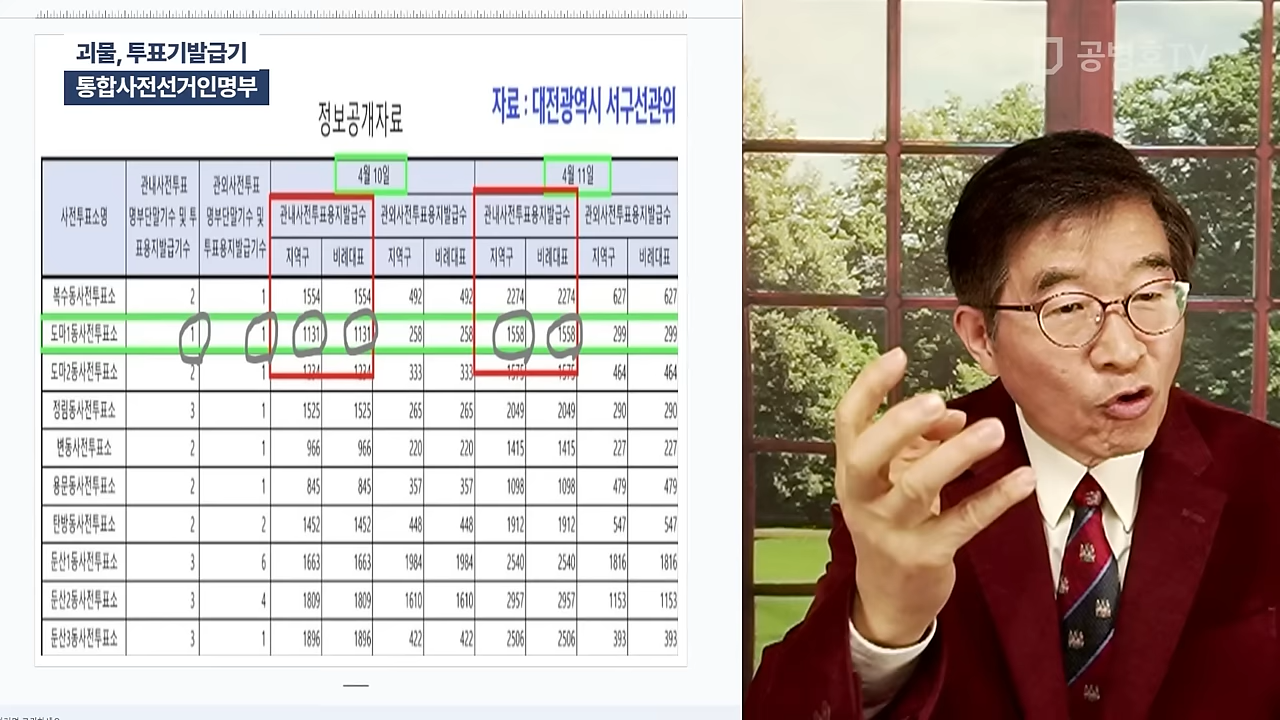 괴물, 투표기발급기
통합사전선거인명부
공병호TV
정보공개자료
자료 : 대전광역시 서구선관위
사전투표소명 관내사전투표 명부단말기수 및 투표용지발급기수 관외사전투표 명부단말기수 및 투표용지발급기수 4월 10일 4월 11일
관내사전투표용지발급수 관외사전투표용지발급수 관내사전투표용지발급수 관외사전투표용지발급수
지역구 비례대표 지역구 비례대표 지역구 비례대표 지역구 비례대표
복수동사전투표소 2 1 1554 1554 492 492 2274 2274 627 627
도마1동사전투표소 1 1 1131 1131 258 258 1558 1558 299 299
도마2동사전투표소 2 1 1234 1234 333 333 1575 1575 464 464
정림동사전투표소 3 1 1525 1525 265 265 2049 2049 290 290
변동사전투표소 2 1 966 966 220 220 1415 1415 227 227
용문동사전투표소 2 1 845 845 357 357 1098 1098 479 479
탄방동사전투표소 2 2 1452 1452 448 448 1912 1912 547 547
둔산1동사전투표소 3 6 1663 1663 1984 1984 2540 2540 1816 1816
둔산2동사전투표소 3 4 1809 1809 1610 1610 2957 2957 1153 1153
둔산3동사전투표소 3 1 1896 1896 422 422 2506 2506 393 393